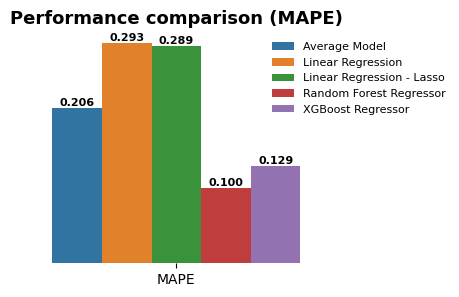 Performance comparison (MAPE)
0.206
0.293
0.289
0.100
0.129
Average Model
Linear Regression
Linear Regression - Lasso
Random Forest Regressor
XGBoost Regressor
MAPE